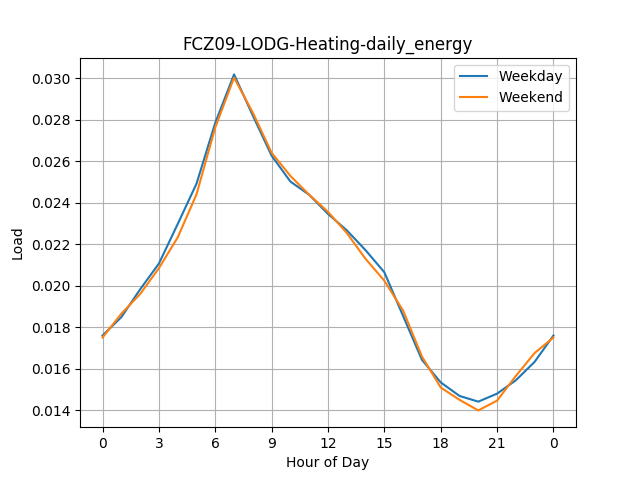 FCZ09-LODG-Heating-daily_energy
Weekday
Weekend
0.030
0.028
0.026
0.024
0.022
0.020
0.018
0.016
0.014
Load
0 3 6 9 12 15 18 21 0
Hour of Day